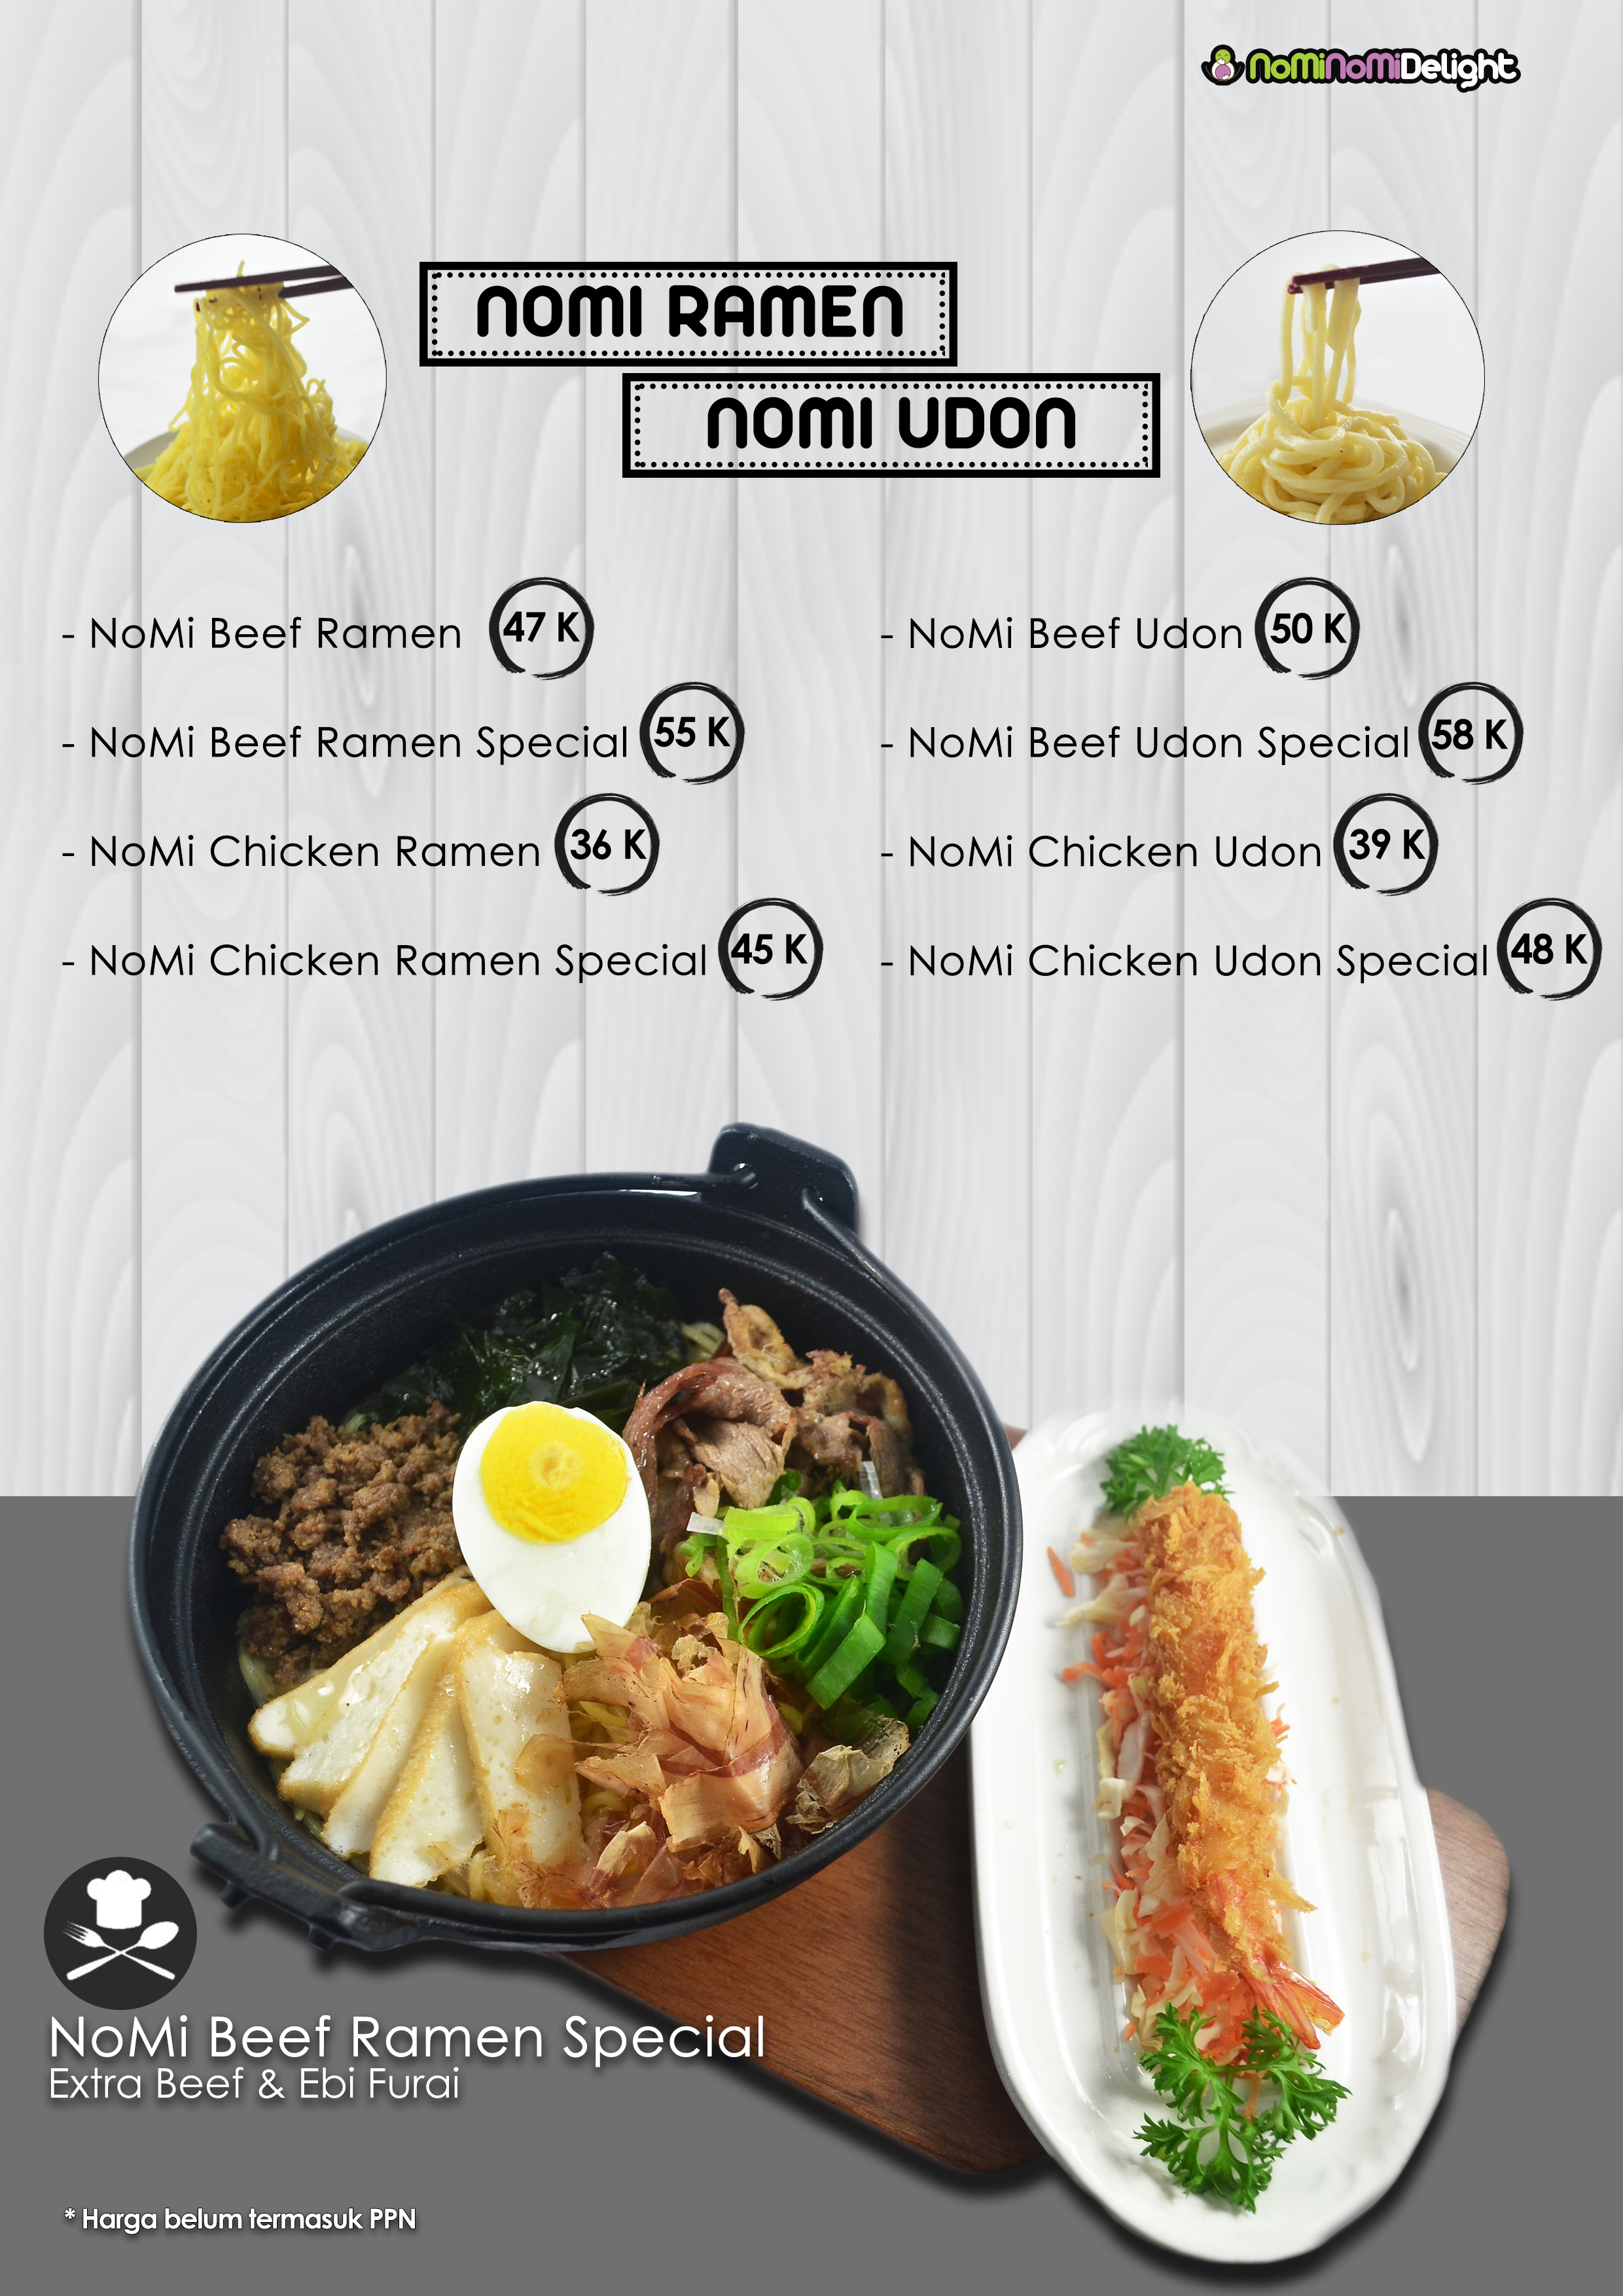 NomiNomiDelight
NOMI RAMEN
NOMI UDON
- NoMi Beef Ramen 47 K
- NoMi Beef Ramen Special 55 K
- NoMi Chicken Ramen 36 K
- NoMi Chicken Ramen Special 45 K
- NoMi Beef Udon 50 K
- NoMi Beef Udon Special 58 K
- NoMi Chicken Udon 39 K
- NoMi Chicken Udon Special 48 K
NoMi Beef Ramen Special
Extra Beef & Ebi Furai
* Harga belum termasuk PPN